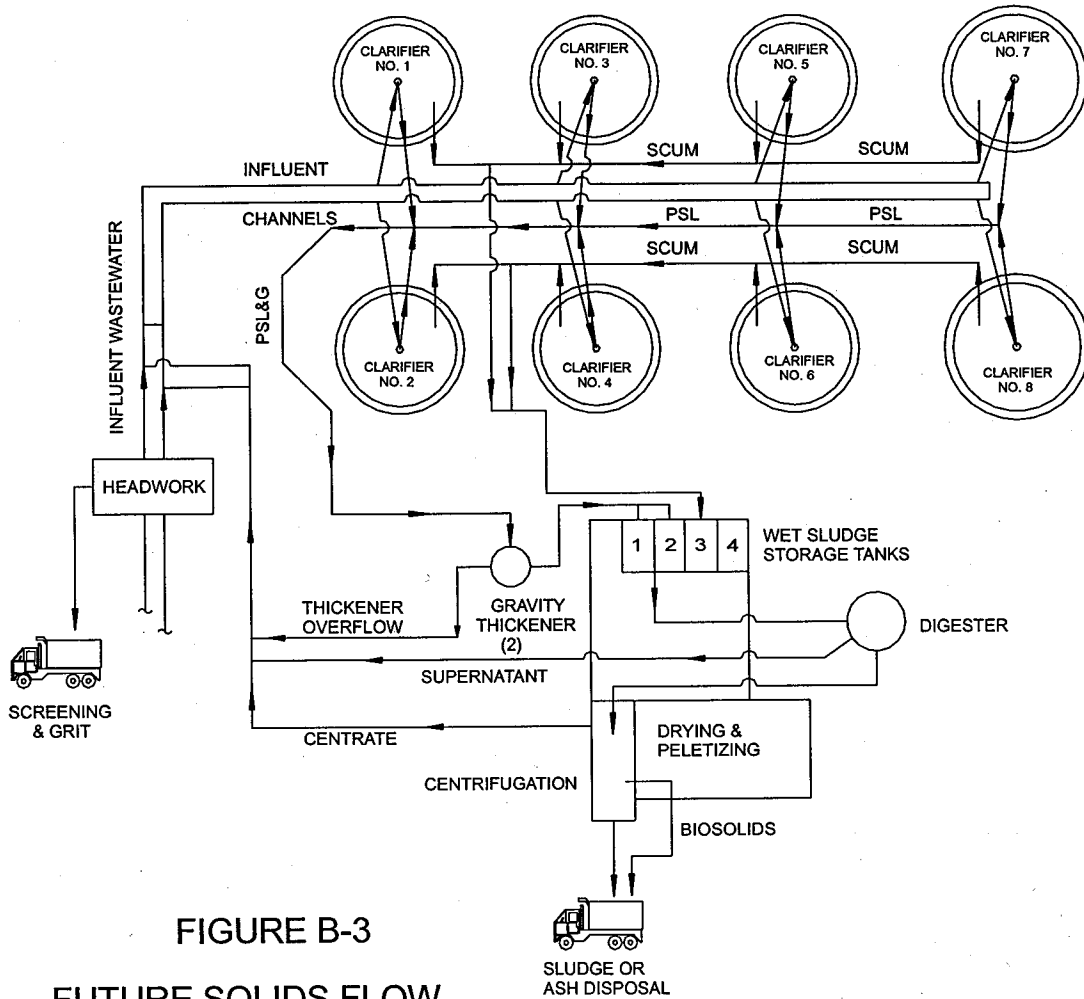 CLARIFIER
NO. 1
CLARIFIER
NO. 3
CLARIFIER
NO. 5
CLARIFIER
NO. 7
SCUM
SCUM
INFLUENT
CHANNELS
PSL
PSL
SCUM
SCUM
PSL&G
INFLUENT WASTEWATER
CLARIFIER
NO. 2
CLARIFIER
NO. 4
CLARIFIER
NO. 6
CLARIFIER
NO. 8
HEADWORK
1
2
3
4
WET SLUDGE
STORAGE TANKS
THICKENER
OVERFLOW
GRAVITY
THICKENER
(2)
DIGESTER
SUPERNATANT
SCREENING
& GRIT
CENTRATE
DRYING &
PELETIZING
CENTRIFUGATION
BIOSOLIDS
FIGURE B-3
SLUDGE OR
ASH DISPOSAL
FUTURE SOLIDS FLOW